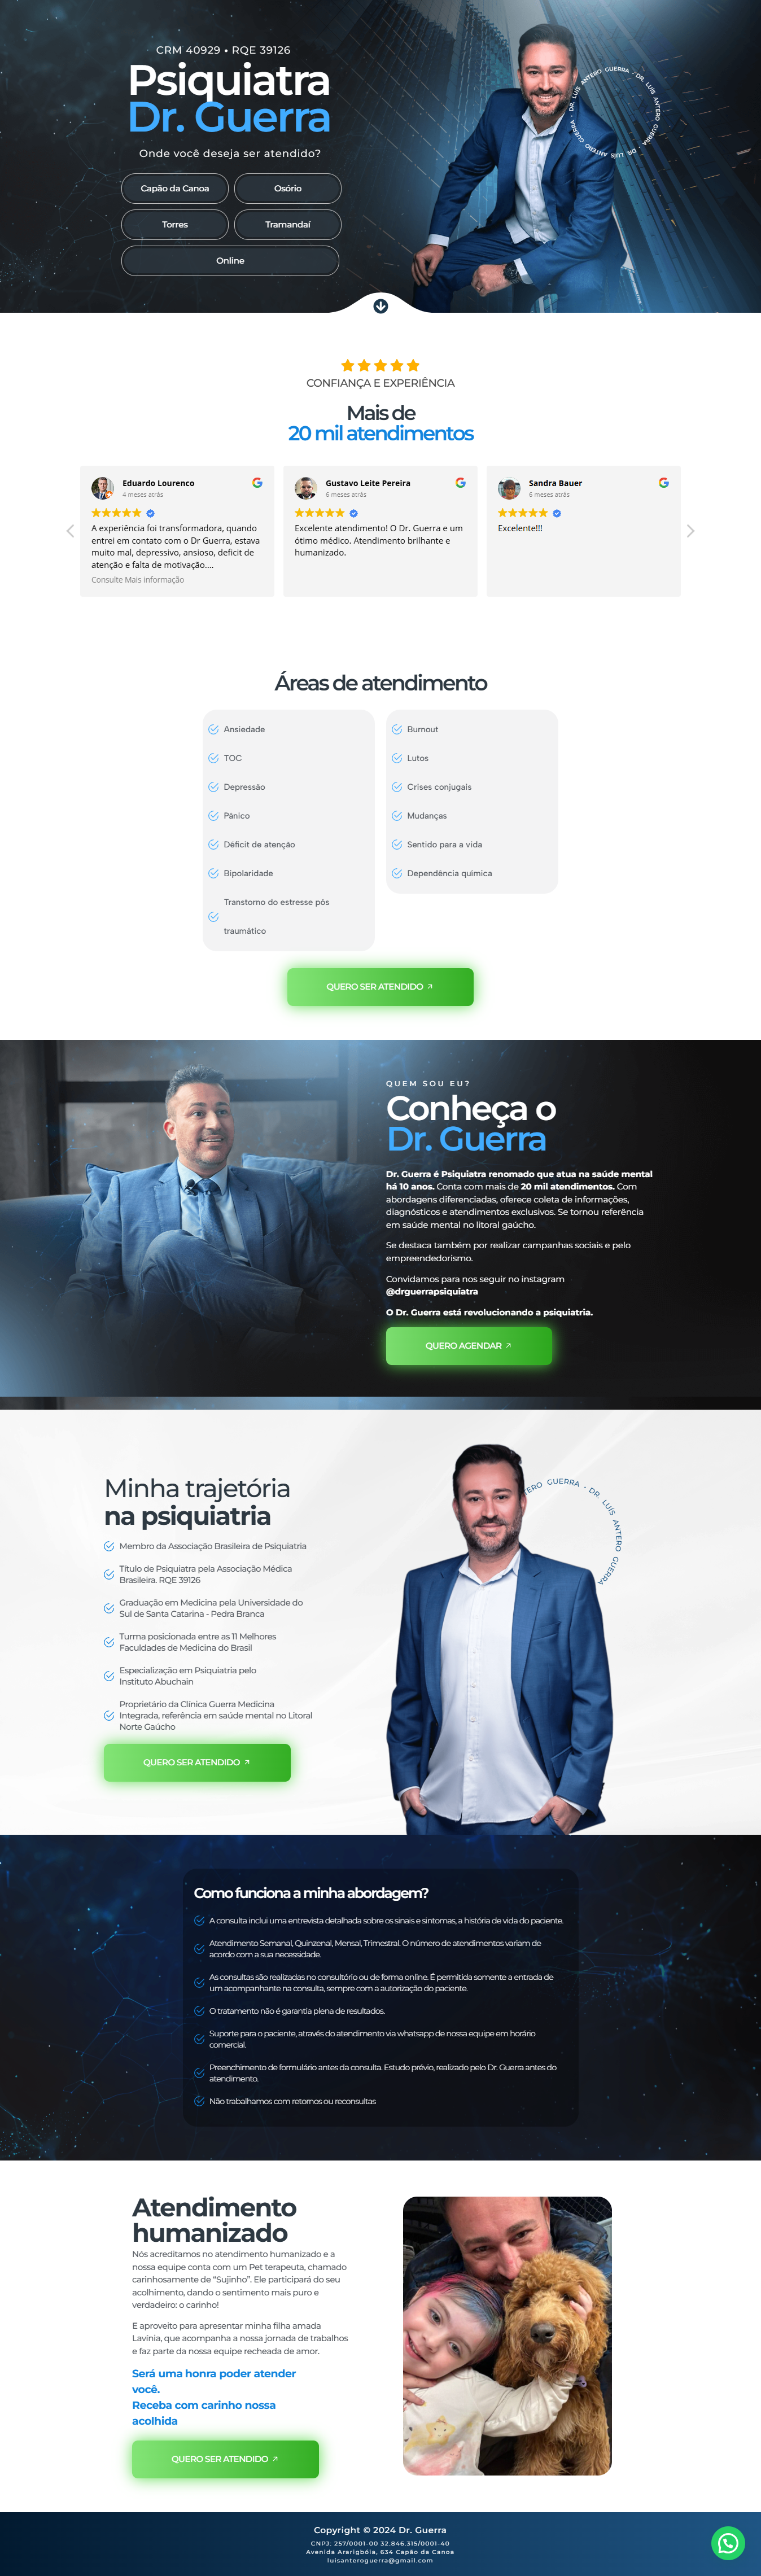 CRM 40929 • RQE 39126
Psiquiatra
Dr. Guerra
Onde você deseja ser atendido?
Capão da Canoa
Osório
Torres
Tramandaí
Online
DR. LUÍS ANTERO GUERRA • DR. LUÍS ANTERO GUERRA • DR. LUÍS ANTERO GUERRA •
CONFIANÇA E EXPERIÊNCIA
Mais de
20 mil atendimentos
Eduardo Lourenco
4 meses atrás
A experiência foi transformadora, quando
entrei em contato com o Dr Guerra, estava
muito mal, depressivo, ansioso, deficit de
atenção e falta de motivação....
Consulte Mais informação
Gustavo Leite Pereira
6 meses atrás
Excelente atendimento! O Dr. Guerra e um
ótimo médico. Atendimento brilhante e
humanizado.
Sandra Bauer
6 meses atrás
Excelente!!!
Áreas de atendimento
Ansiedade
TOC
Depressão
Pânico
Déficit de atenção
Bipolaridade
Transtorno do estresse pós
traumático
Burnout
Lutos
Crises conjugais
Mudanças
Sentido para a vida
Dependência química
QUERO SER ATENDIDO
QUEM SOU EU?
Conheça o
Dr. Guerra
Dr. Guerra é Psiquiatra renomado que atua na saúde mental
há 10 anos. Conta com mais de 20 mil atendimentos. Com
abordagens diferenciadas, oferece coleta de informações,
diagnósticos e atendimentos exclusivos. Se tornou referência
em saúde mental no litoral gaúcho.
Se destaca também por realizar campanhas sociais e pelo
empreendedorismo.
Convidamos para nos seguir no instagram
@drguerrapsiquiatra
O Dr. Guerra está revolucionando a psiquiatria.
QUERO AGENDAR
Minha trajetória
na psiquiatria
Membro da Associação Brasileira de Psiquiatria
Título de Psiquiatra pela Associação Médica
Brasileira. RQE 39126
Graduação em Medicina pela Universidade do
Sul de Santa Catarina - Pedra Branca
Turma posicionada entre as 11 Melhores
Faculdades de Medicina do Brasil
Especialização em Psiquiatria pelo
Instituto Abuchain
Proprietário da Clínica Guerra Medicina
Integrada, referência em saúde mental no Litoral
Norte Gaúcho
QUERO SER ATENDIDO
TERO GUERRA • DR. LUÍS ANTERO GUERRA
Como funciona a minha abordagem?
A consulta inclui uma entrevista detalhada sobre os sinais e sintomas, a história de vida do paciente.
Atendimento Semanal, Quinzenal, Mensal, Trimestral. O número de atendimentos variam de
acordo com a sua necessidade.
As consultas são realizadas no consultório ou de forma online. É permitida somente a entrada de
um acompanhante na consulta, sempre com a autorização do paciente.
O tratamento não é garantia plena de resultados.
Suporte para o paciente, através do atendimento via whatsapp de nossa equipe em horário
comercial.
Preenchimento de formulário antes da consulta. Estudo prévio, realizado pelo Dr. Guerra antes do
atendimento.
Não trabalhamos com retornos ou reconsultas
Atendimento
humanizado
Nós acreditamos no atendimento humanizado e a
nossa equipe conta com um Pet terapeuta, chamado
carinhosamente de “Sujinho”. Ele participará do seu
acolhimento, dando o sentimento mais puro e
verdadeiro: o carinho!
E aproveito para apresentar minha filha amada
Lavínia, que acompanha a nossa jornada de trabalhos
e faz parte da nossa equipe recheada de amor.
Será uma honra poder atender
você.
Receba com carinho nossa
acolhida
QUERO SER ATENDIDO
Copyright © 2024 Dr. Guerra
CNPJ: 257/0001-00 32.846.315/0001-40
Avenida Ararigbóia, 634 Capão da Canoa
luisanteroguerra@gmail.com